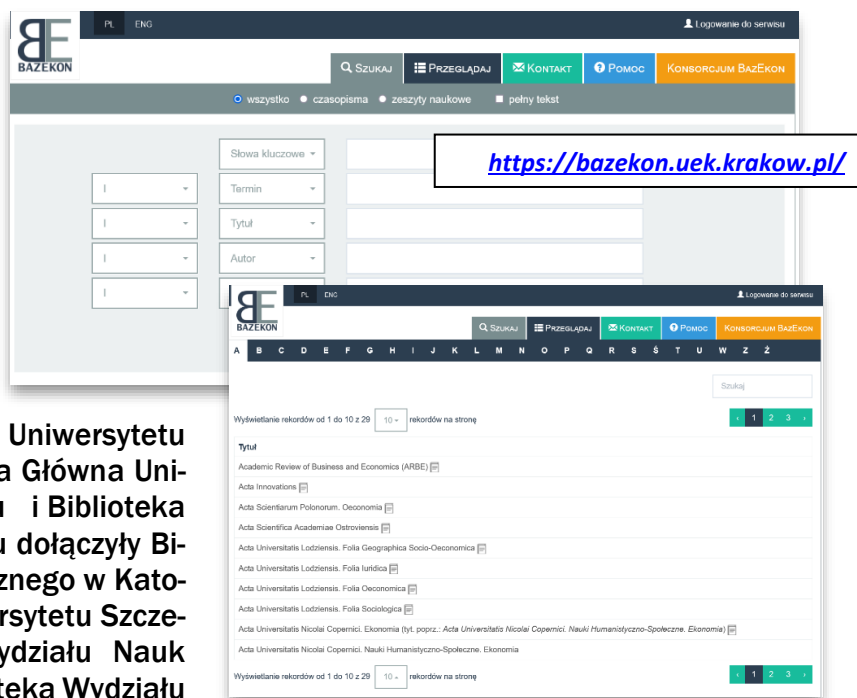 BAZEKON
PL ENG Logowanie do serwisu
Szukaj Przeglądaj Kontakt Pomoc Konsorcjum BazEkon
wszystko czasopisma zeszyty naukowe pełny tekst
Słowa kluczowe
https://bazekon.uek.krakow.pl/
I Termin
I Tytuł
I Autor
I
BAZEKON
PL ENG Logowanie do serwisu
Szukaj Przeglądaj Kontakt Pomoc Konsorcjum BazEkon
A B C D E F G H I J K L M N O P Q R S Ś T U W Z Ż
Szukaj
Wyświetlanie rekordów od 1 do 10 z 29 10 rekordów na stronę ‹ 1 2 3 ›
Tytuł
Academic Review of Business and Economics (ARBE)
Acta Innovations
Acta Scientiarum Polonorum. Oeconomia
Acta Scientifica Academiae Ostroviensis
Acta Universitatis Lodziensis. Folia Geographica Socio-Oeconomica
Acta Universitatis Lodziensis. Folia Iuridica
Acta Universitatis Lodziensis. Folia Oeconomica
Acta Universitatis Lodziensis. Folia Sociologica
Acta Universitatis Nicolai Copernici. Ekonomia (tyt. poprz.: Acta Universitatis Nicolai Copernici. Nauki Humanistyczno-Społeczne. Ekonomia)
Acta Universitatis Nicolai Copernici. Nauki Humanistyczno-Społeczne. Ekonomia
Wyświetlanie rekordów od 1 do 10 z 29 10 rekordów na stronę ‹ 1 2 3 ›
Uniwersytetu
a Główna Uni-
u i Biblioteka
u dołączyły Bi-
znego w Kato-
rsytetu Szcze-
ydziału Nauk
teka Wydziału